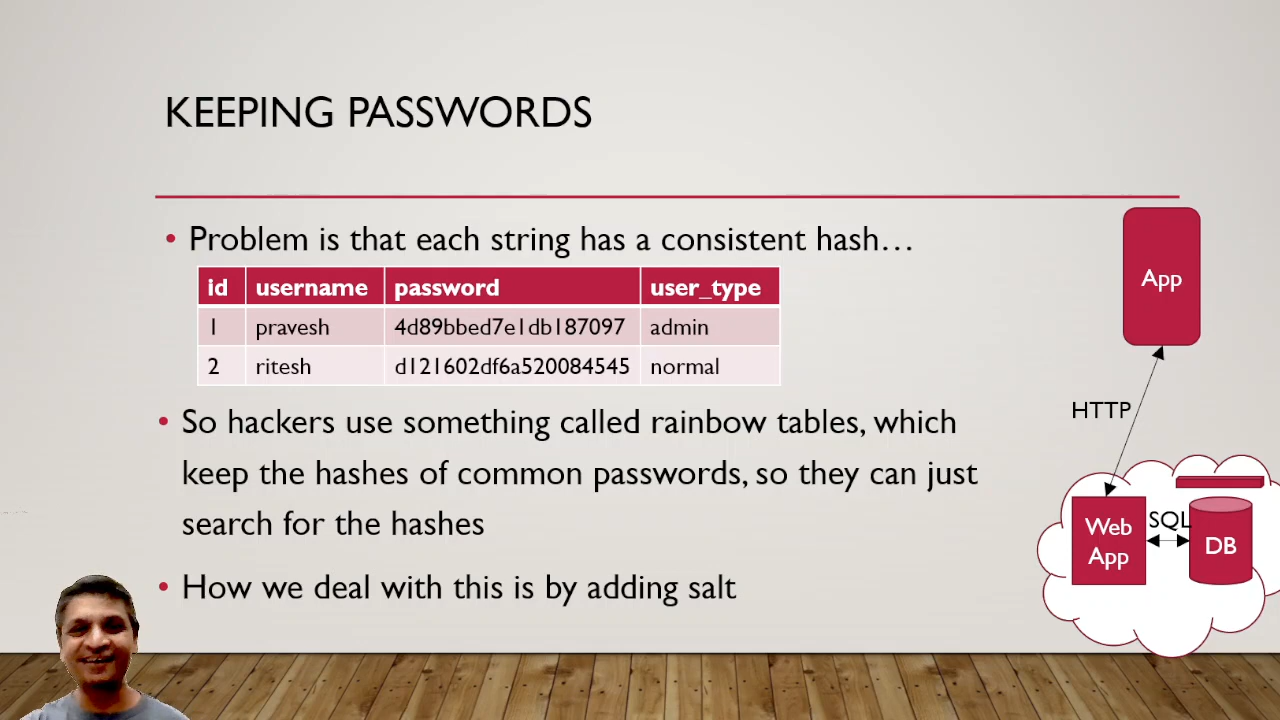 KEEPING PASSWORDS
• Problem is that each string has a consistent hash…
id username password user_type
1 pravesh 4d89bbed7e1db187097 admin
2 ritesh d121602df6a520084545 normal
• So hackers use something called rainbow tables, which
keep the hashes of common passwords, so they can just
search for the hashes
• How we deal with this is by adding salt
App
HTTP
Web
App
SQL
DB